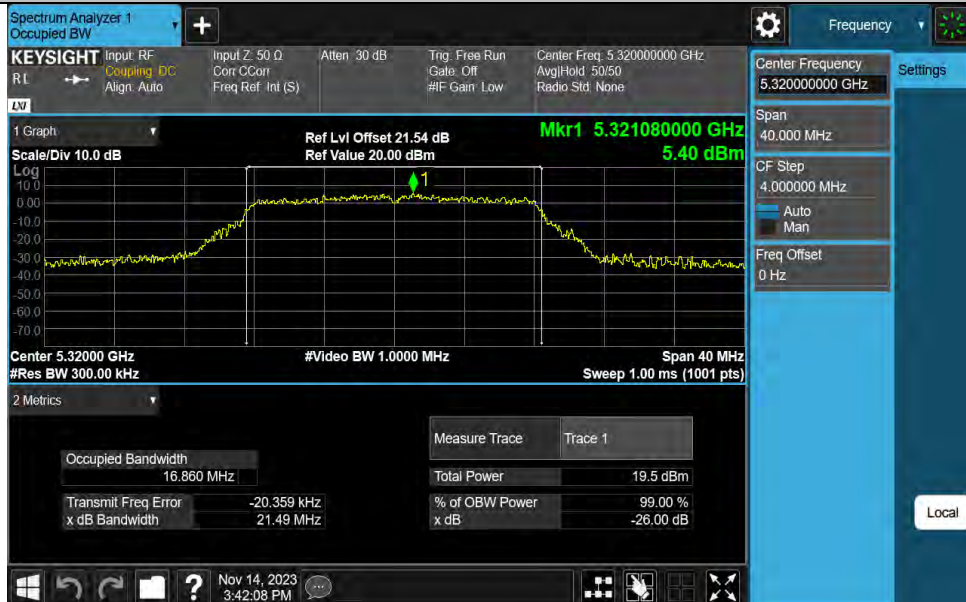 Spectrum Analyzer 1
Occupied BW
+
Frequency
KEYSIGHT
Input: RF
Coupling: DC
Align: Auto
Input Z: 50 Ω
Corr CCorr
Freq Ref: Int (S)
Atten: 30 dB
Trig: Free Run
Gate: Off
#IF Gain: Low
Center Freq: 5.320000000 GHz
Avg|Hold: 50/50
Radio Std: None
LXI
Center Frequency
5.320000000 GHz
Settings
Span
40.000 MHz
CF Step
4.000000 MHz
Auto
Man
Freq Offset
0 Hz
Local
1 Graph
Scale/Div 10.0 dB
Ref Lvl Offset 21.54 dB
Ref Value 20.00 dBm
Mkr1 5.321080000 GHz
5.40 dBm
Log
10.0
0.00
-10.0
-20.0
-30.0
-40.0
-50.0
-60.0
-70.0
1
Center 5.32000 GHz
#Res BW 300.00 kHz
#Video BW 1.0000 MHz
Span 40 MHz
Sweep 1.00 ms (1001 pts)
2 Metrics
Measure Trace Trace 1
Occupied Bandwidth
16.860 MHz
Total Power 19.5 dBm
Transmit Freq Error -20.359 kHz
% of OBW Power 99.00 %
x dB Bandwidth 21.49 MHz
x dB -26.00 dB
?
Nov 14, 2023
3:42:08 PM